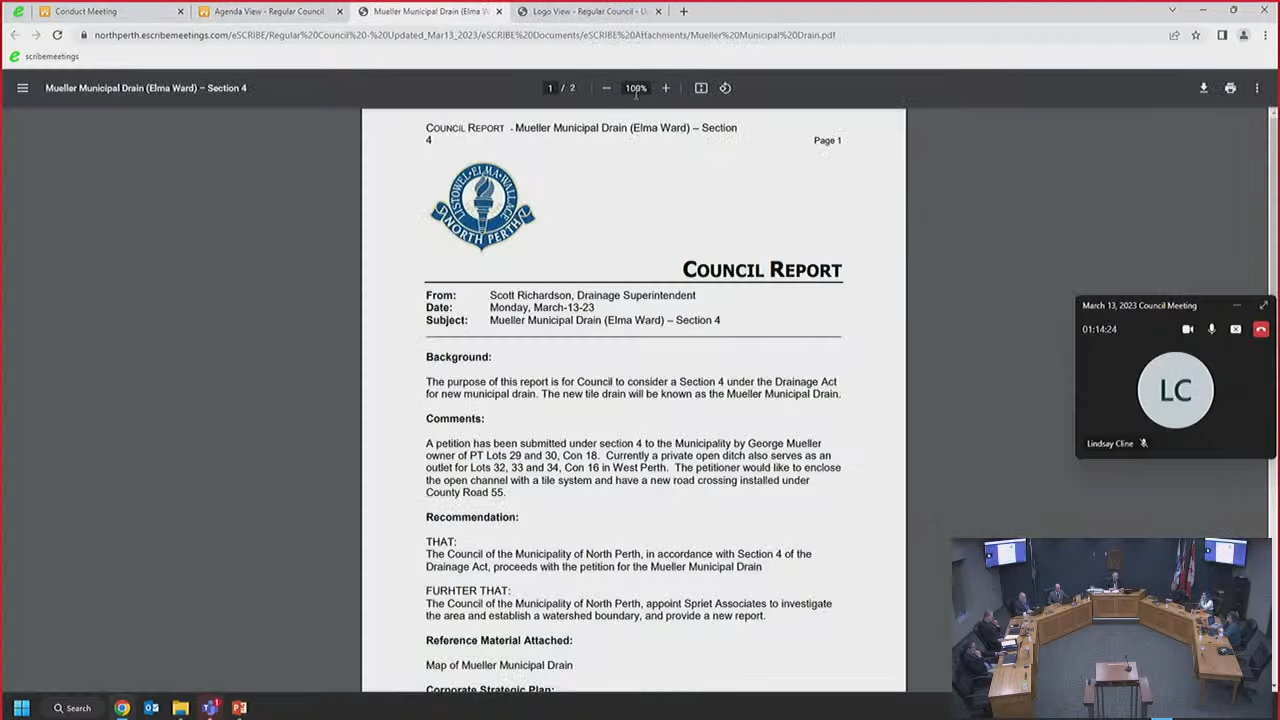 Conduct Meeting
Agenda View - Regular Council
Mueller Municipal Drain (Elma W
Logo View - Regular Council - U
northperth.escribemeetings.com/eSCRIBE/Regular%20Council%20-%20Updated_Mar13_2023/eSCRIBE%20Documents/eSCRIBE%20Attachments/Mueller%20Municipal%20Drain.pdf
scribemeetings
Mueller Municipal Drain (Elma Ward) – Section 4
1 / 2
100%
COUNCIL REPORT - Mueller Municipal Drain (Elma Ward) – Section
4
Page 1
LISTOWEL·ELMA·WALLACE
NORTH PERTH
COUNCIL REPORT
From: Scott Richardson, Drainage Superintendent
Date: Monday, March-13-23
Subject: Mueller Municipal Drain (Elma Ward) – Section 4
Background:
The purpose of this report is for Council to consider a Section 4 under the Drainage Act
for new municipal drain. The new tile drain will be known as the Mueller Municipal Drain.
Comments:
A petition has been submitted under section 4 to the Municipality by George Mueller
owner of PT Lots 29 and 30, Con 18. Currently a private open ditch also serves as an
outlet for Lots 32, 33 and 34, Con 16 in West Perth. The petitioner would like to enclose
the open channel with a tile system and have a new road crossing installed under
County Road 55.
Recommendation:
THAT:
The Council of the Municipality of North Perth, in accordance with Section 4 of the
Drainage Act, proceeds with the petition for the Mueller Municipal Drain
FURHTER THAT:
The Council of the Municipality of North Perth, appoint Spriet Associates to investigate
the area and establish a watershed boundary, and provide a new report.
Reference Material Attached:
Map of Mueller Municipal Drain
Corporate Strategic Plan:
March 13, 2023 Council Meeting
01:14:24
LC
Lindsay Cline
Search